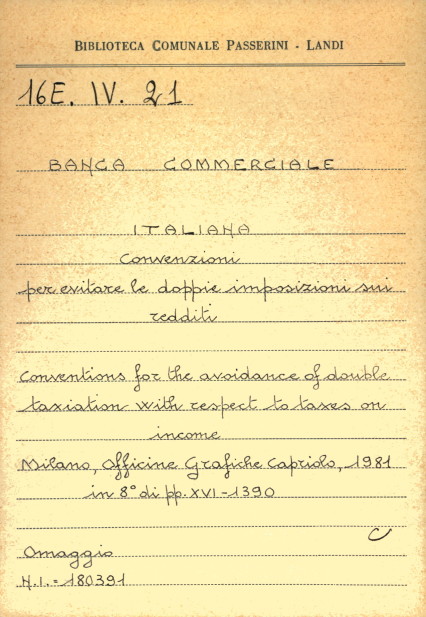 BIBLIOTECA COMUNALE PASSERINI - LANDI
16E. IV. 21
BANCA COMMERCIALE
ITALIANA
Convenzioni
per evitare le doppie imposizioni sui
redditi
Conventions for the avoidance of double
taxiation with respect to taxes on
income
Milano, Officine Grafiche Capriolo, 1981
in 8° di pp. XVI-1390
C
Omaggio
N.I. = 180391